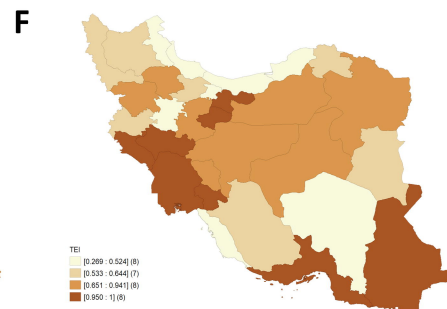 F
TEI
[0.269 : 0.524] (8)
[0.533 : 0.644] (7)
[0.651 : 0.941] (8)
[0.950 : 1] (8)